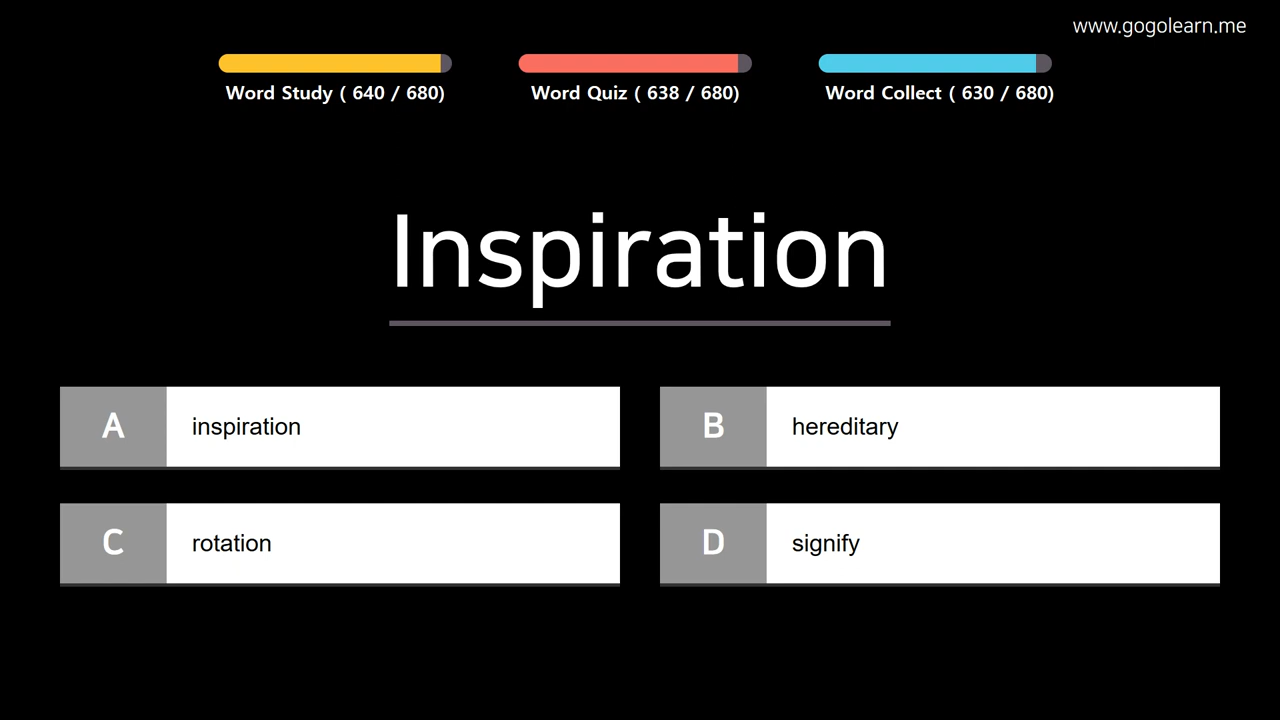 www.gogolearn.me
Word Study ( 640 / 680)
Word Quiz ( 638 / 680)
Word Collect ( 630 / 680)
Inspiration
A inspiration
B hereditary
C rotation
D signify